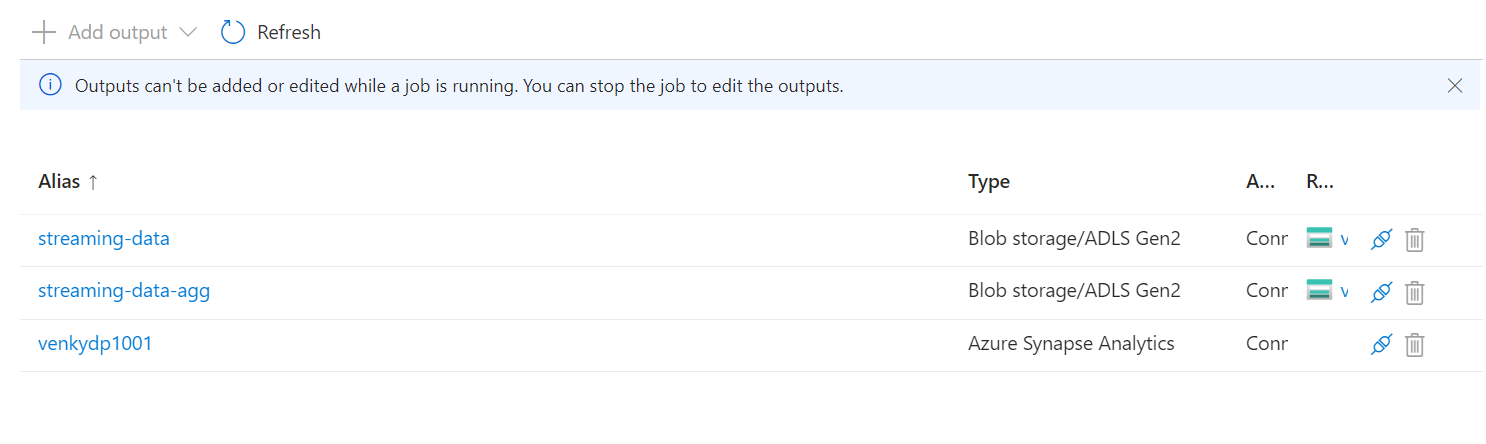 Add output Refresh
Outputs can't be added or edited while a job is running. You can stop the job to edit the outputs.
Alias ↑ Type A... R...
streaming-data Blob storage/ADLS Gen2 Conr v
streaming-data-agg Blob storage/ADLS Gen2 Conr v
venkydp1001 Azure Synapse Analytics Conr